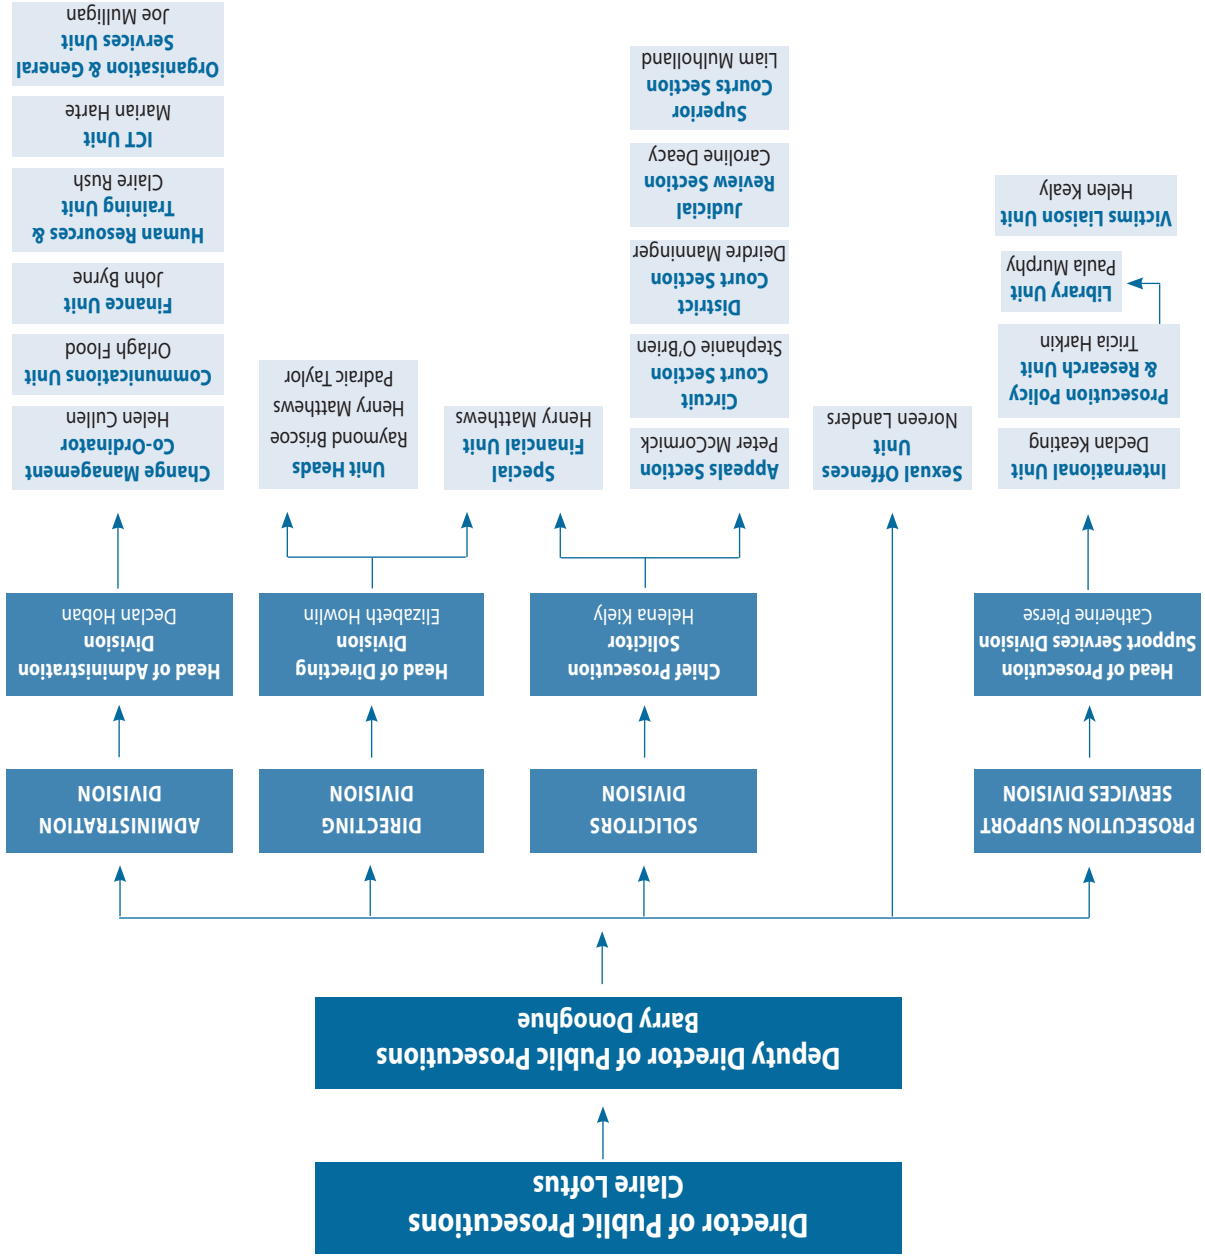 Director of Public Prosecutions
Claire Loftus
Deputy Director of Public Prosecutions
Barry Donoghue
PROSECUTION SUPPORT
SERVICES DIVISION
SOLICITORS
DIVISION
DIRECTING
DIVISION
ADMINISTRATION
DIVISION
Head of Prosecution
Support Services Division
Catherine Pierse
Chief Prosecution
Solicitor
Helena Kiely
Head of Directing
Division
Elizabeth Howlin
Head of Administration
Division
Declan Hoban
International Unit
Declan Keating
Prosecution Policy
& Research Unit
Tricia Harkin
Library Unit
Paula Murphy
Victims Liaison Unit
Helen Kealy
Sexual Offences
Unit
Noreen Landers
Appeals Section
Peter McCormick
Circuit
Court Section
Stephanie O'Brien
District
Court Section
Deirdre Manninger
Judicial
Review Section
Caroline Deacy
Superior
Courts Section
Liam Mulholland
Special
Financial Unit
Henry Matthews
Unit Heads
Raymond Briscoe
Henry Matthews
Padraic Taylor
Change Management
Co-Ordinator
Helen Cullen
Communications Unit
Orlagh Flood
Finance Unit
John Byrne
Human Resources &
Training Unit
Claire Rush
ICT Unit
Marian Harte
Organisation & General
Services Unit
Joe Mulligan